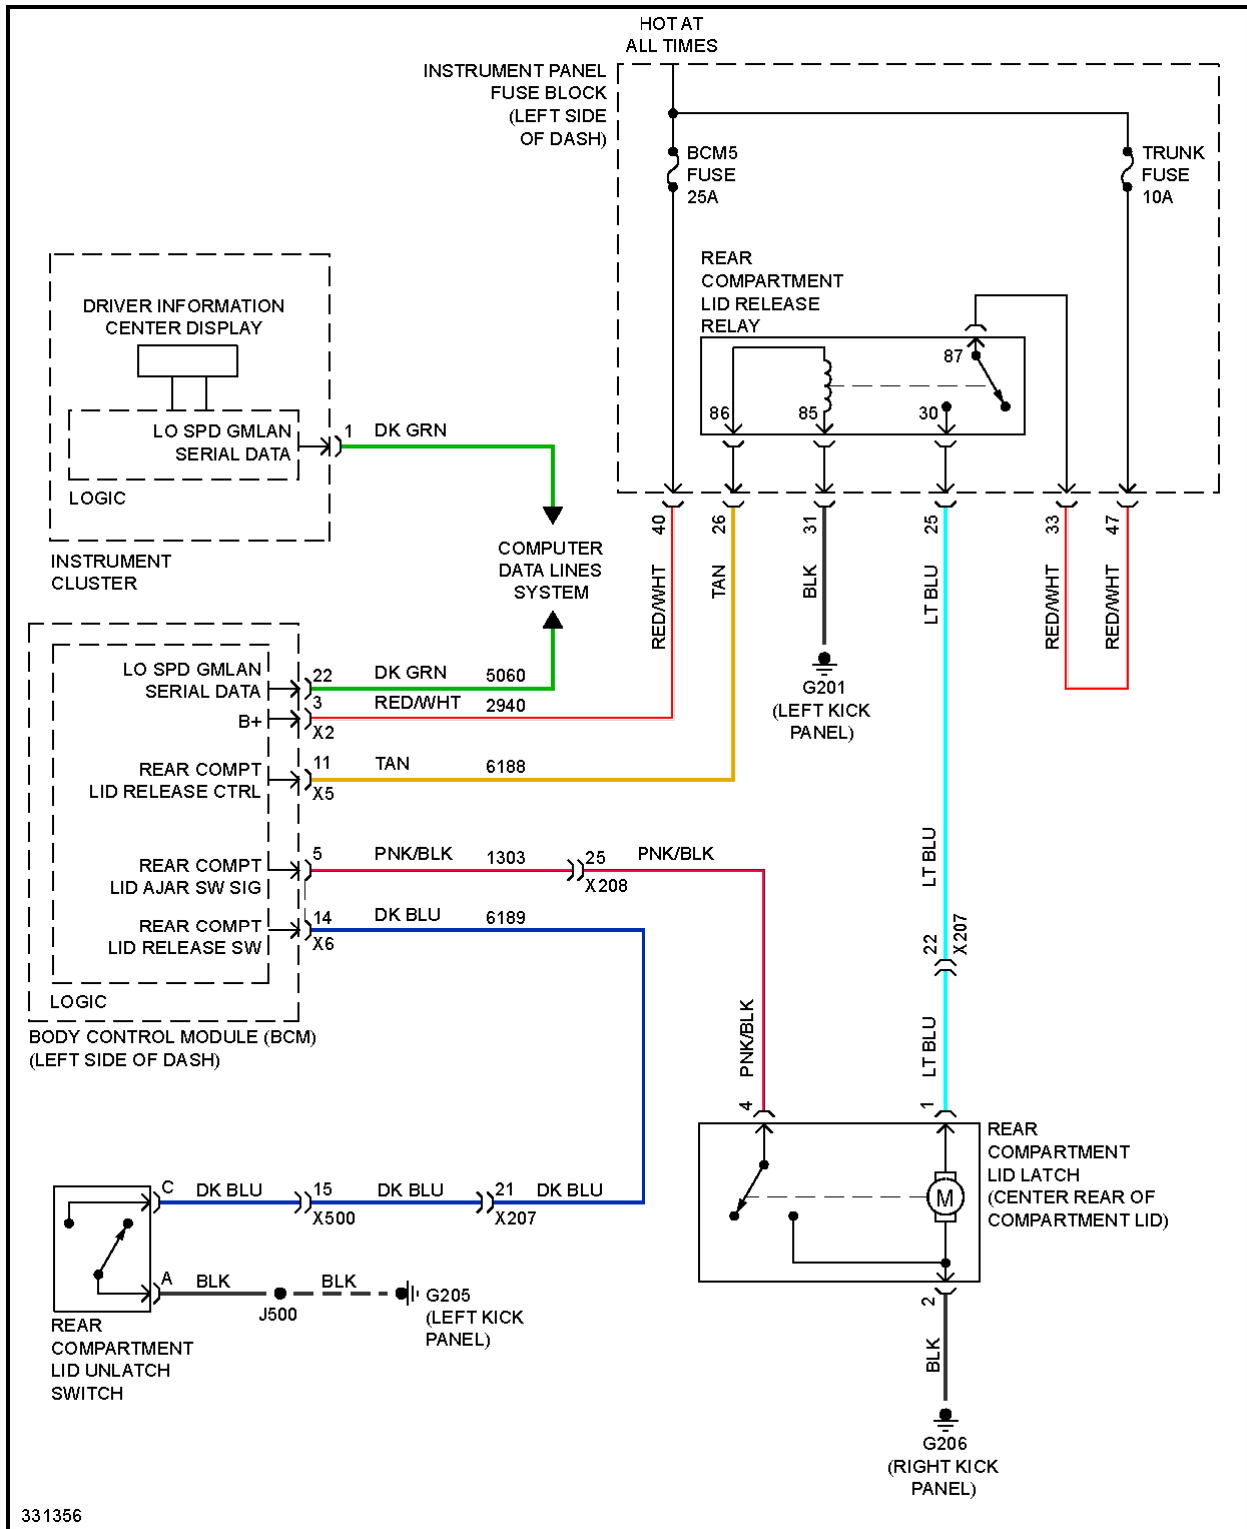 HOT AT
ALL TIMES
INSTRUMENT PANEL
FUSE BLOCK
(LEFT SIDE
OF DASH)
BCM5
FUSE
25A
TRUNK
FUSE
10A
REAR
COMPARTMENT
LID RELEASE
RELAY
87
86
85
30
DRIVER INFORMATION
CENTER DISPLAY
LO SPD GMLAN
SERIAL DATA
LOGIC
1
DK GRN
INSTRUMENT
CLUSTER
COMPUTER
DATA LINES
SYSTEM
40
26
31
25
33
47
RED/WHT
TAN
BLK
LT BLU
RED/WHT
RED/WHT
G201
(LEFT KICK
PANEL)
LO SPD GMLAN
SERIAL DATA
22
DK GRN
5060
B+
3
X2
RED/WHT
2940
REAR COMPT
LID RELEASE CTRL
11
X5
TAN
6188
REAR COMPT
LID AJAR SW SIG
5
PNK/BLK
1303
25
X208
PNK/BLK
REAR COMPT
LID RELEASE SW
14
X6
DK BLU
6189
LOGIC
BODY CONTROL MODULE (BCM)
(LEFT SIDE OF DASH)
LT BLU
22
X207
PNK/BLK
LT BLU
4
1
REAR
COMPARTMENT
LID LATCH
(CENTER REAR OF
COMPARTMENT LID)
M
C
DK BLU
15
X500
DK BLU
21
X207
DK BLU
A
BLK
J500
BLK
G205
(LEFT KICK
PANEL)
REAR
COMPARTMENT
LID UNLATCH
SWITCH
2
BLK
G206
(RIGHT KICK
PANEL)
331356